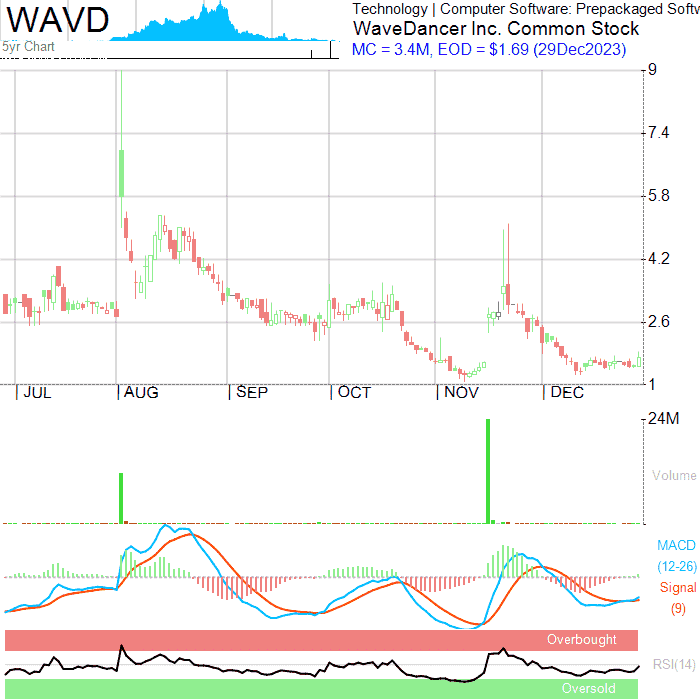 WAVD
Technology | Computer Software: Prepackaged Softw
WaveDancer Inc. Common Stock
5yr Chart
MC = 3.4M, EOD = $1.69 (29Dec2023)
9
7.4
5.8
4.2
2.6
1
JUL AUG SEP OCT NOV DEC
24M
Volume
MACD
(12-26)
Signal
(9)
Overbought
RSI(14)
Oversold